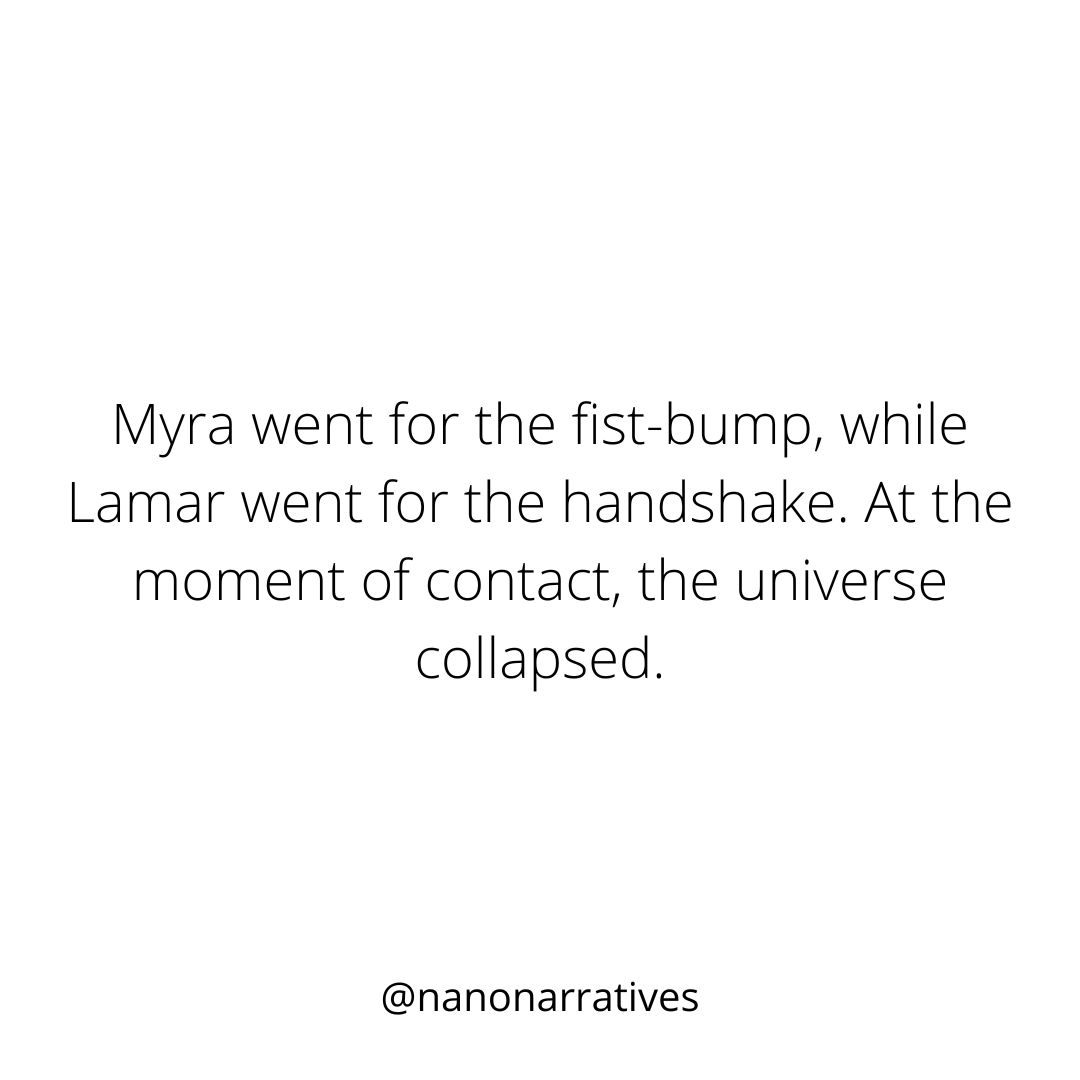 Myra went for the fist-bump, while
Lamar went for the handshake. At the
moment of contact, the universe
collapsed.
@nanonarratives